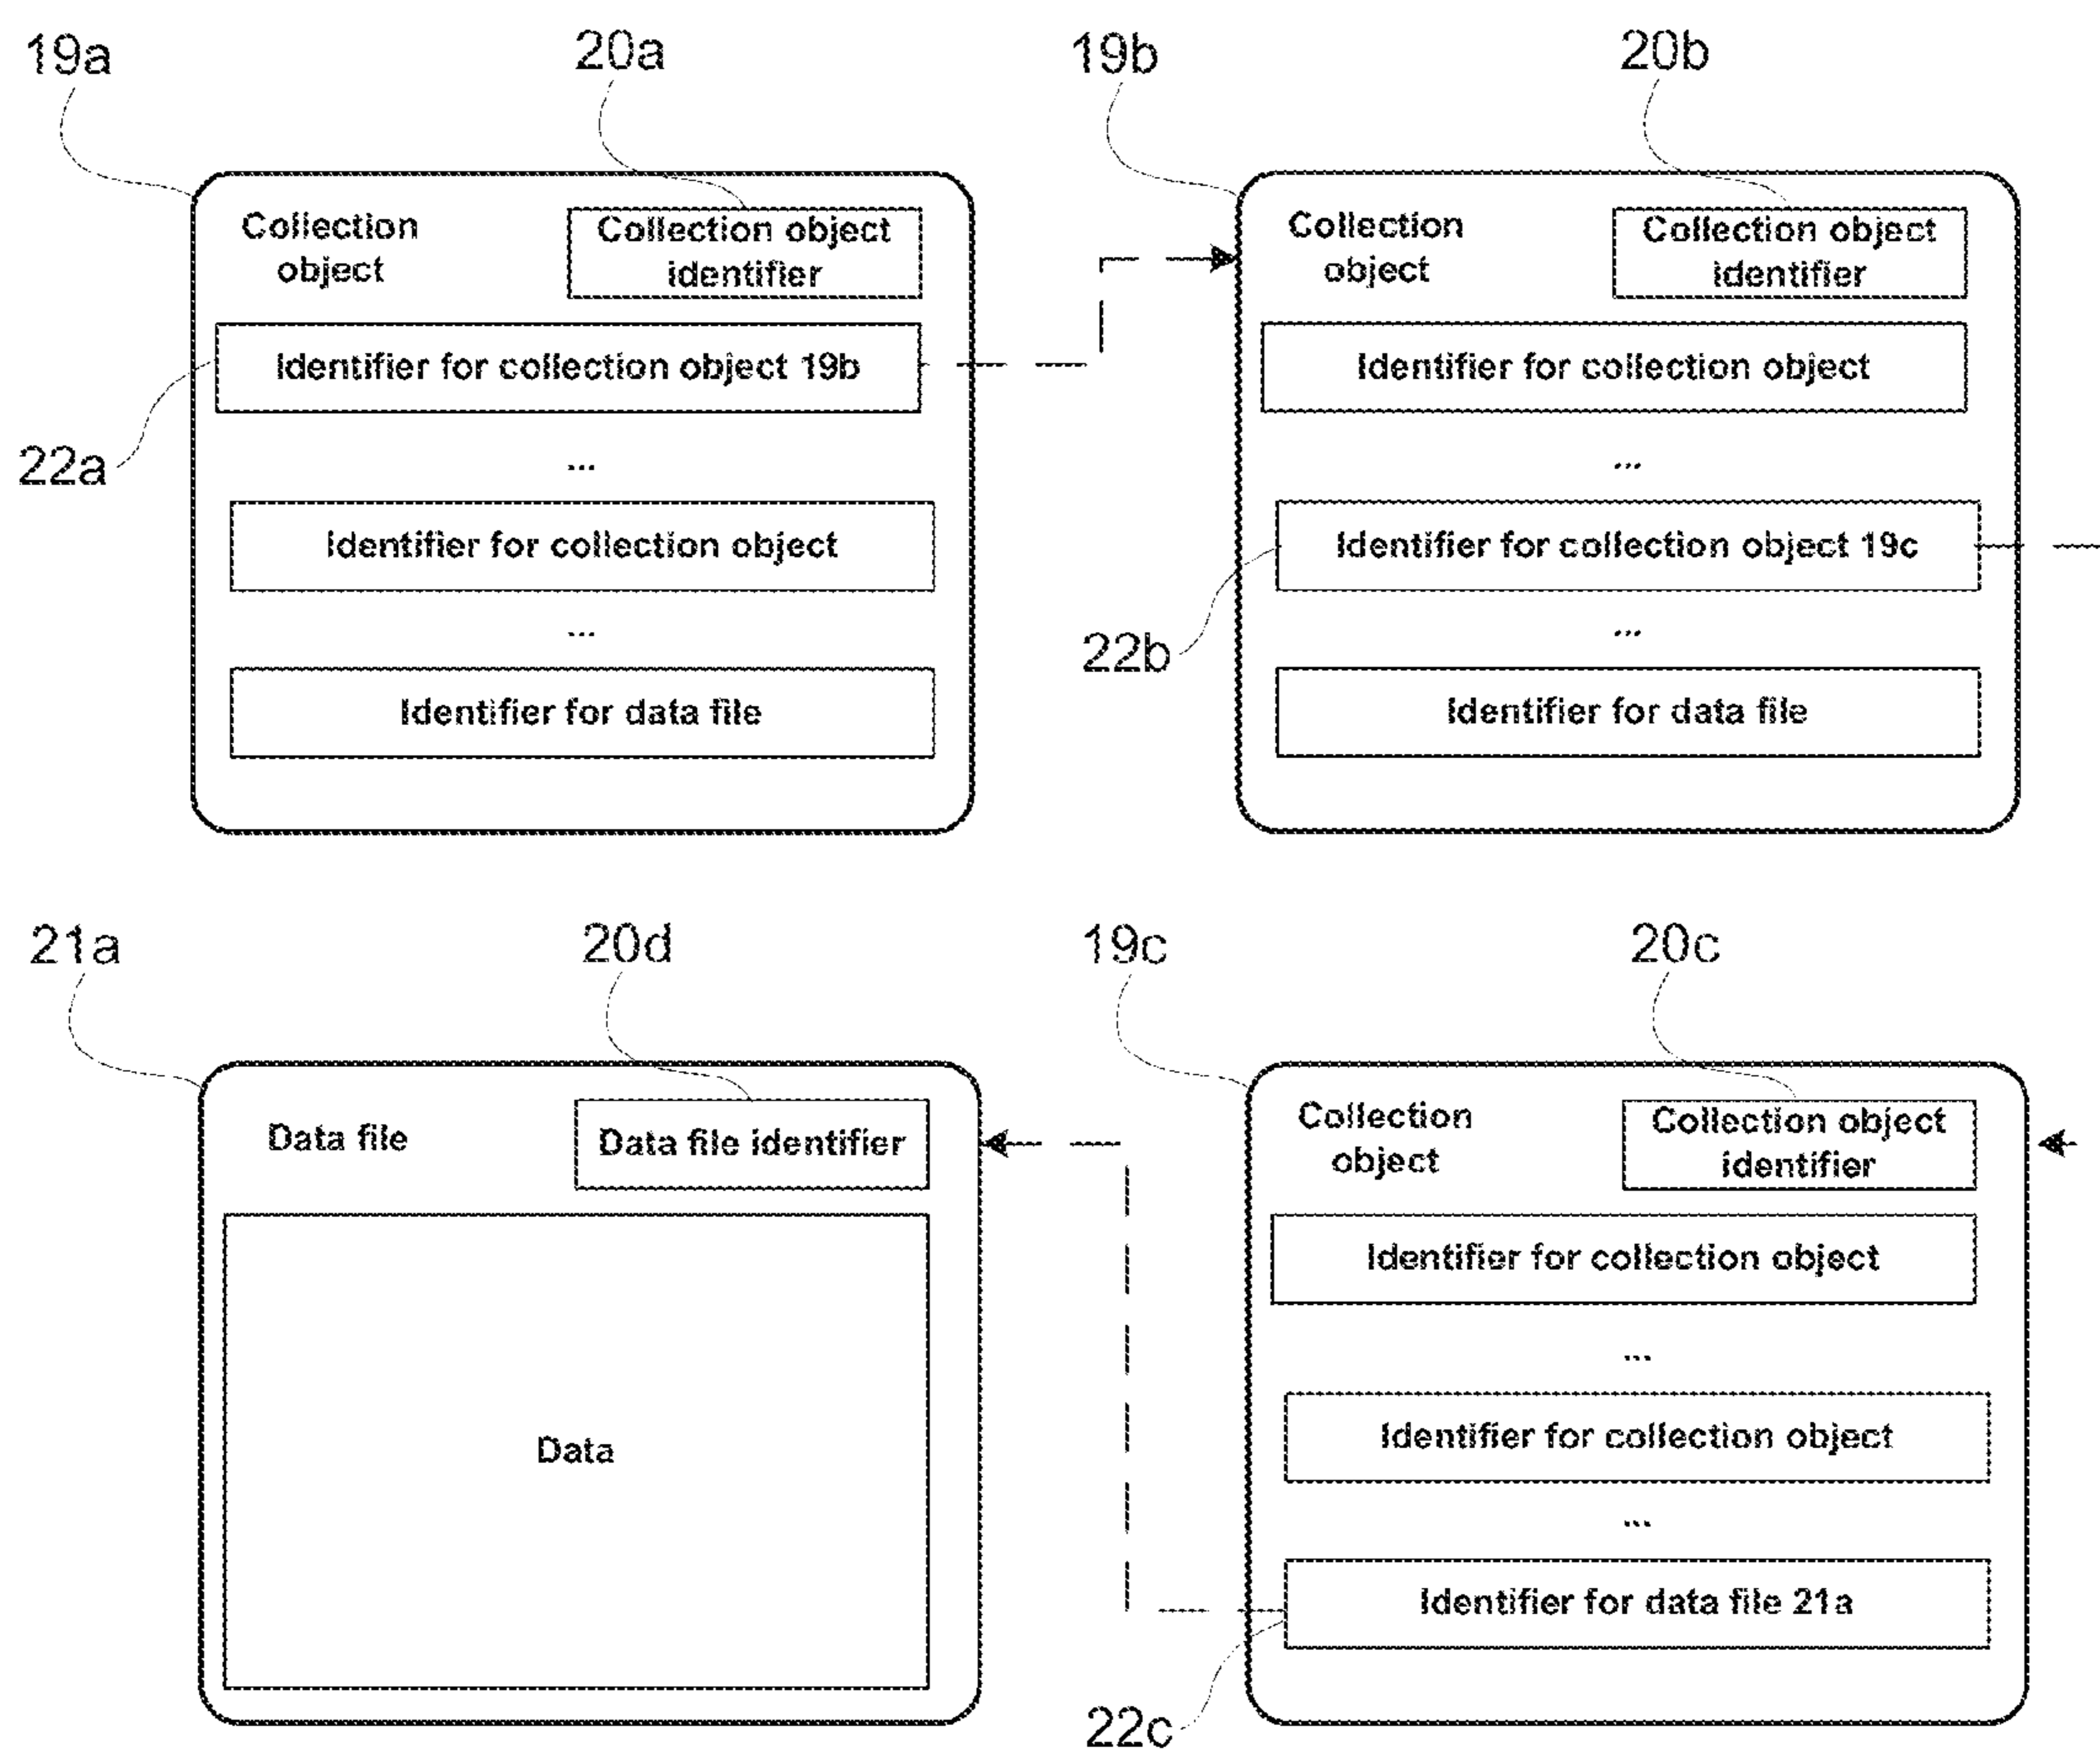 19a
20a
19b
20b
Collection
object
Collection object
identifier
Identifier for collection object 19b
22a
...
Identifier for collection object
...
Identifier for data file
Collection
object
Collection object
identifier
Identifier for collection object
...
Identifier for collection object 19c
22b
...
Identifier for data file
21a
20d
19c
20c
Data file
Data file identifier
Data
Collection
object
Collection object
identifier
Identifier for collection object
...
Identifier for collection object
...
Identifier for data file 21a
22c